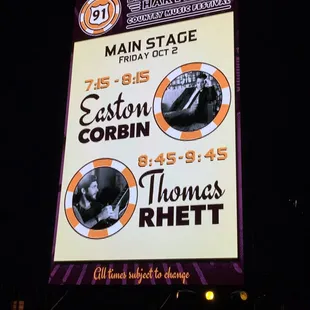 91
COUNTRY MUSIC FESTIVAL
MAIN STAGE
FRIDAY OCT 2
7:15 - 8:15
Easton
CORBIN
8:45-9:45
Thomas
RHETT
All times subject to change